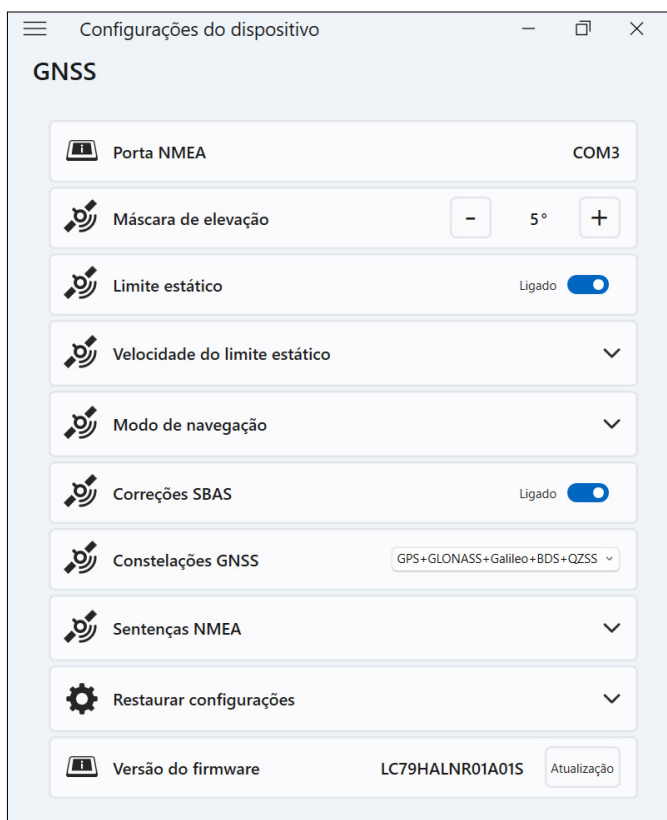 Configurações do dispositivo
GNSS
Porta NMEA COM3
Máscara de elevação - 5° +
Limite estático Ligado
Velocidade do limite estático
Modo de navegação
Correções SBAS Ligado
Constelações GNSS GPS+GLONASS+Galileo+BDS+QZSS
Sentenças NMEA
Restaurar configurações
Versão do firmware LC79HALNR01A01S Atualização